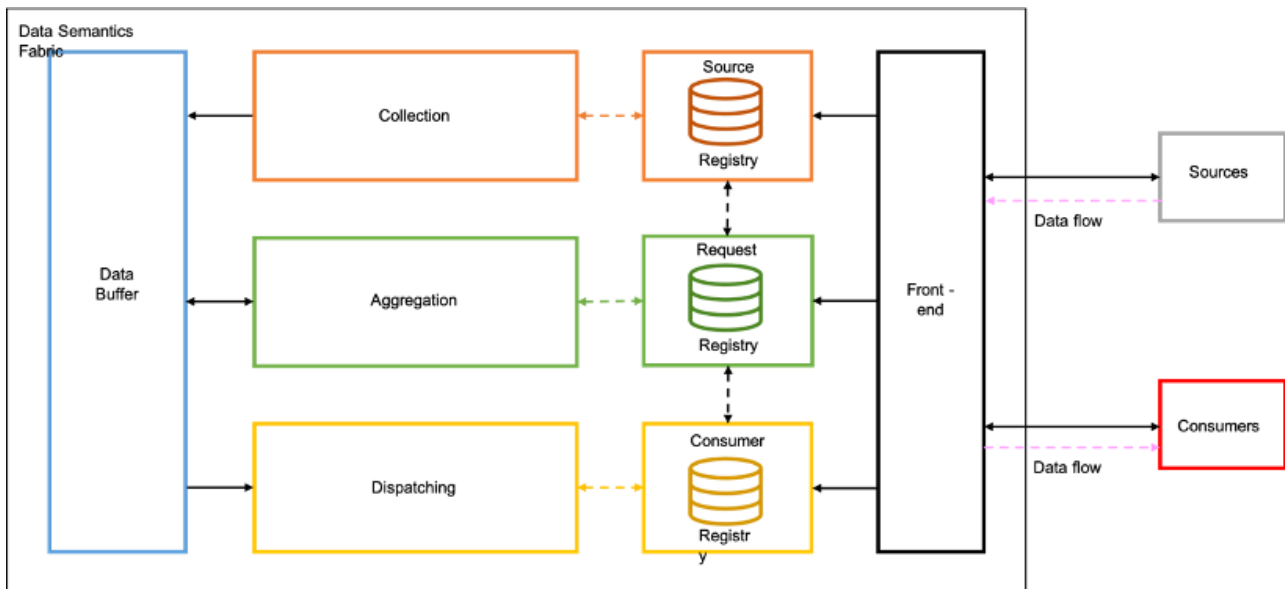 Data Semantics
Fabric
Source
Collection
Registry
Sources
Data flow
Request
Data
Buffer
Aggregation
Front -
end
Registry
Consumer
Consumers
Data flow
Dispatching
Registr
y